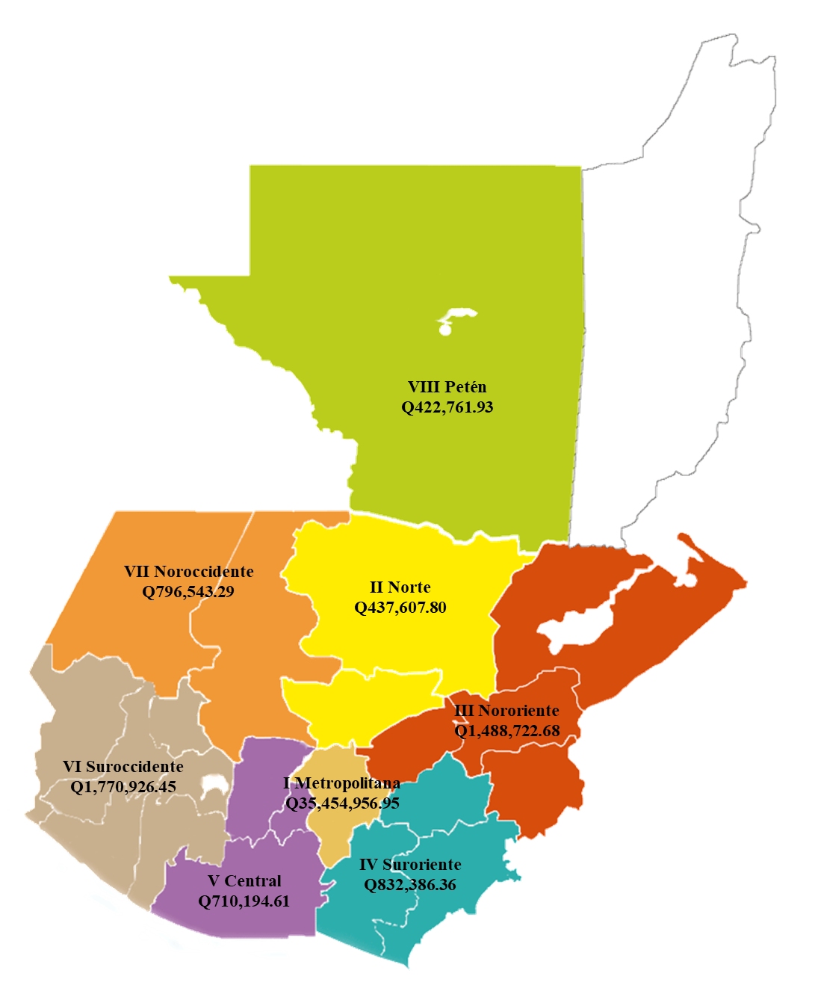 VIII Petén
Q422,761.93
VII Noroccidente
Q796,543.29
II Norte
Q437,607.80
III Nororiente
Q1,488,722.68
VI Suroccidente
Q1,770,926.45
I Metropolitana
Q35,454,956.95
IV Suroriente
Q832,386.36
V Central
Q710,194.61